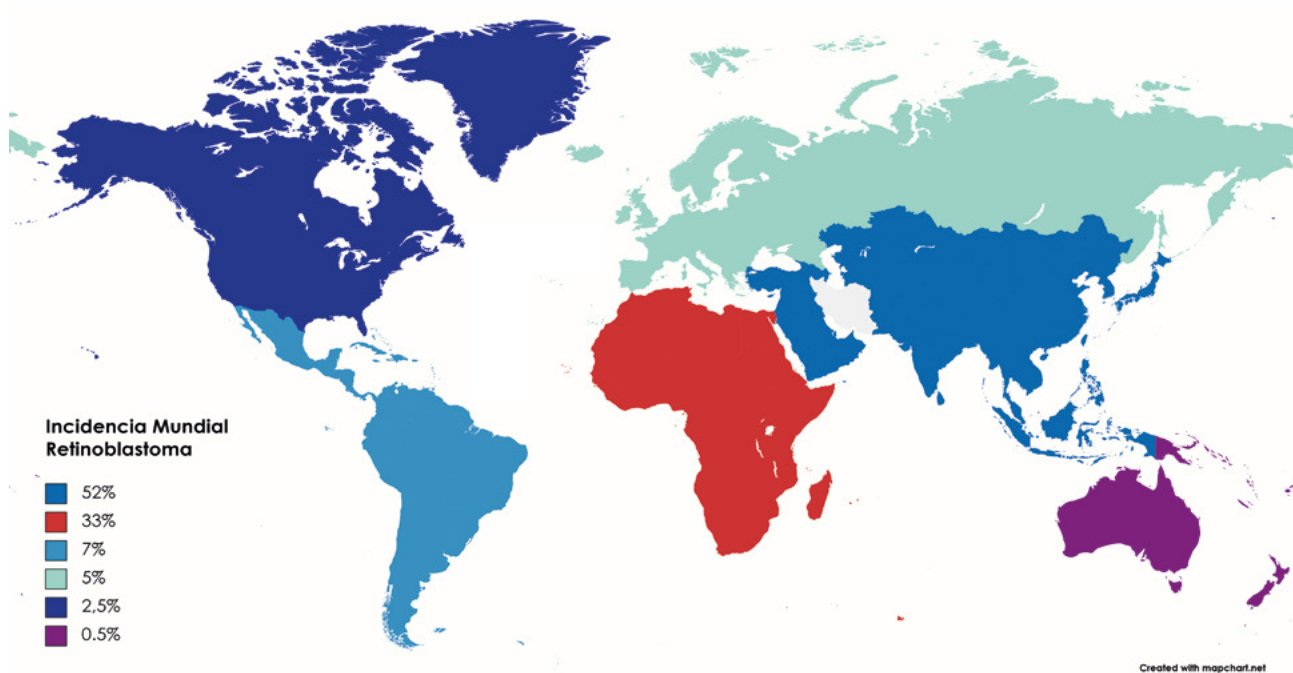 Incidencia Mundial
Retinoblastoma
52%
33%
7%
5%
2,5%
0.5%
Created with mapchart.net